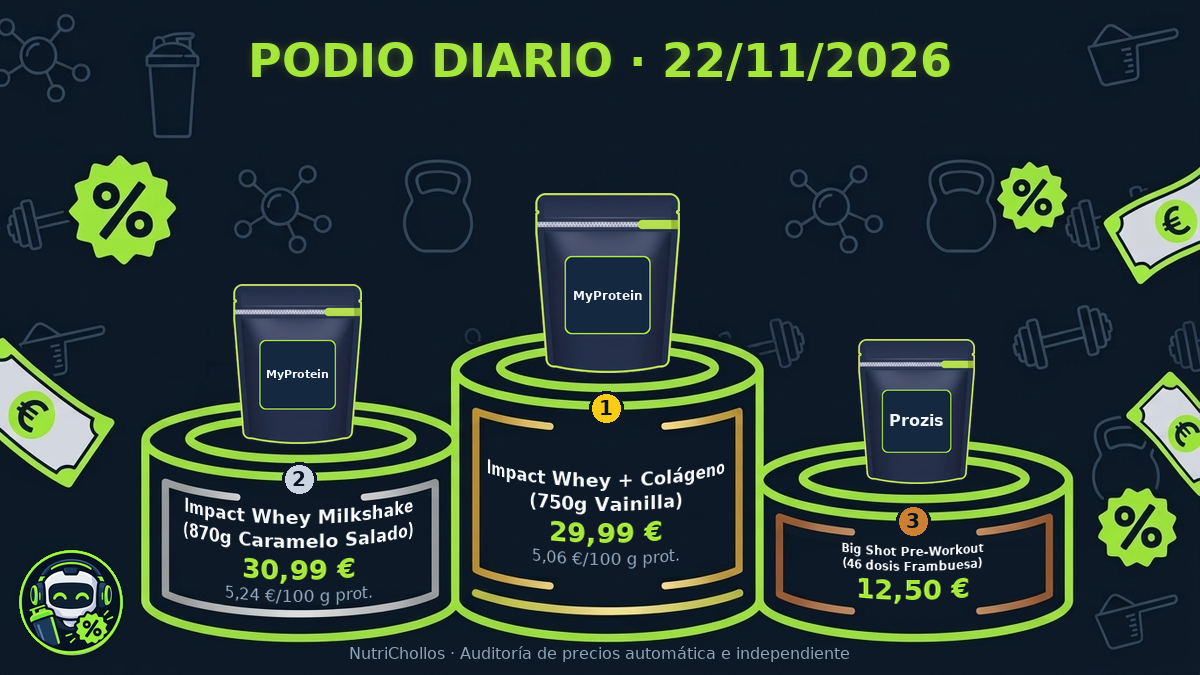 PODIO DIARIO · 22/11/2026
%
%
€
MyProtein
MyProtein
1
Impact Whey + Colágeno
(750g Vainilla)
29,99 €
5,06 €/100 g prot.
€
2
Impact Whey Milkshake
(870g Caramelo Salado)
30,99 €
5,24 €/100 g prot.
Prozis
3
Big Shot Pre-Workout
(46 dosis Frambuesa)
12,50 €
€
%
%
NutriChollos · Auditoría de precios automática e independiente